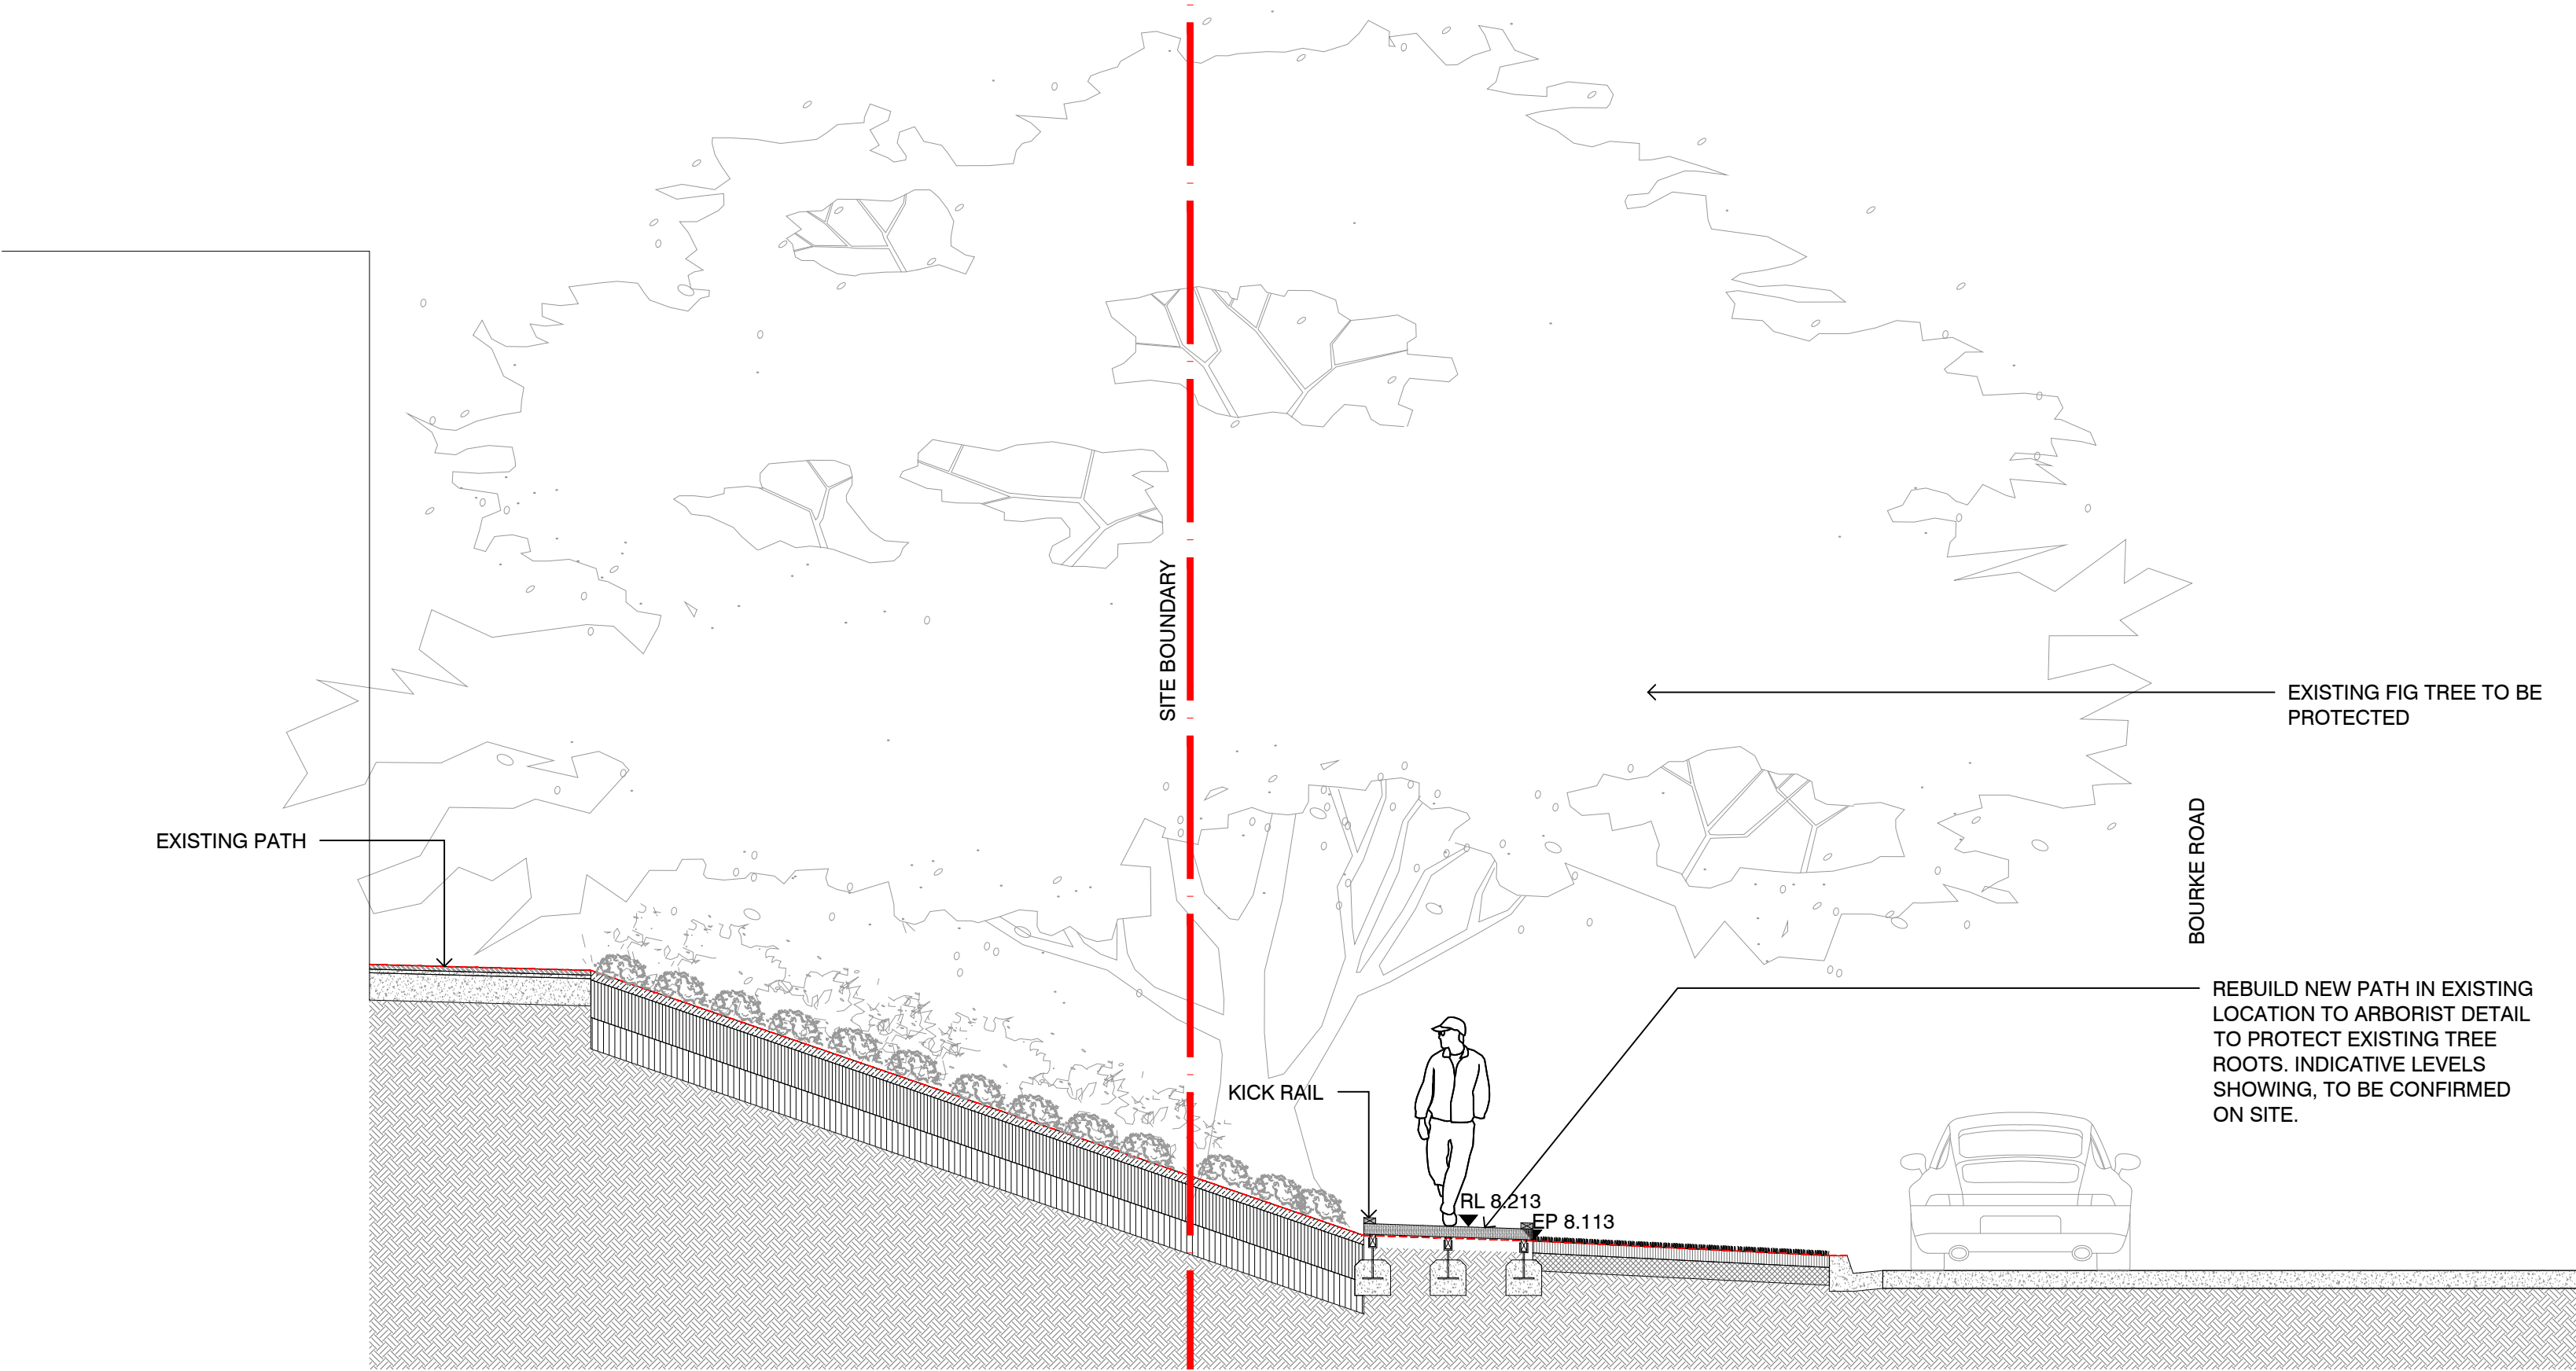 SITE BOUNDARY
EXISTING FIG TREE TO BE
PROTECTED
EXISTING PATH
BOURKE ROAD
REBUILD NEW PATH IN EXISTING
LOCATION TO ARBORIST DETAIL
TO PROTECT EXISTING TREE
ROOTS. INDICATIVE LEVELS
SHOWING, TO BE CONFIRMED
ON SITE.
KICK RAIL
RL 8.213
EP 8.113